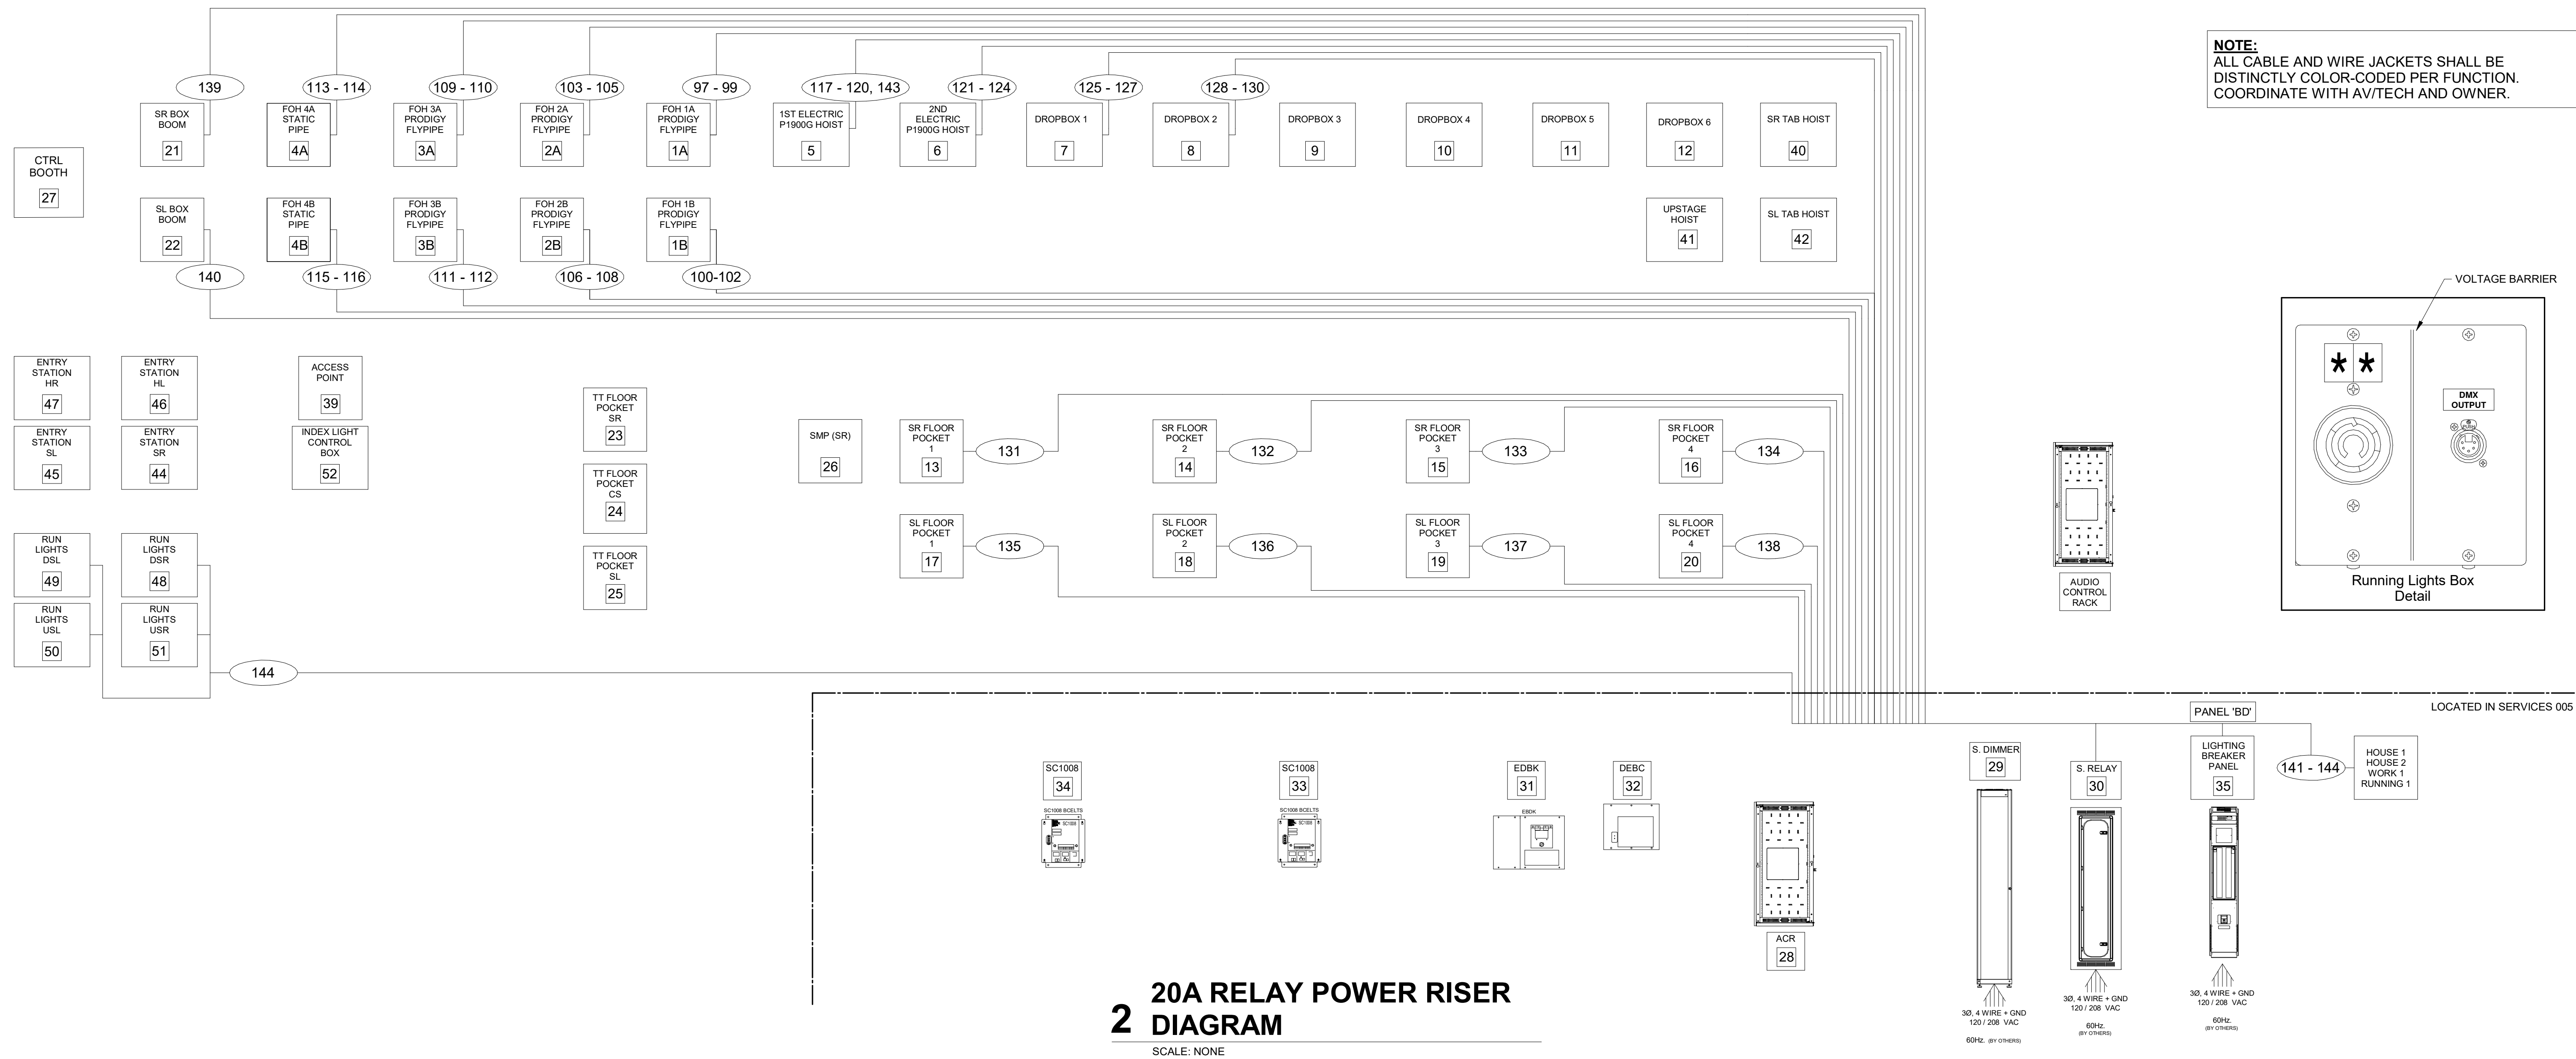 NOTE:
ALL CABLE AND WIRE JACKETS SHALL BE
DISTINCTLY COLOR-CODED PER FUNCTION.
COORDINATE WITH AV/TECH AND OWNER.
139
113 - 114
109 - 110
103 - 105
97 - 99
117 - 120, 143
121 - 124
125 - 127
128 - 130
CTRL
BOOTH
27
SR BOX
BOOM
21
FOH 4A
STATIC
PIPE
4A
FOH 3A
PRODIGY
FLYPIPE
3A
FOH 2A
PRODIGY
FLYPIPE
2A
FOH 1A
PRODIGY
FLYPIPE
1A
1ST ELECTRIC
P1900G HOIST
5
2ND
ELECTRIC
P1900G HOIST
6
DROPBOX 1
7
DROPBOX 2
8
DROPBOX 3
9
DROPBOX 4
10
DROPBOX 5
11
DROPBOX 6
12
SR TAB HOIST
40
SL BOX
BOOM
22
FOH 4B
STATIC
PIPE
4B
FOH 3B
PRODIGY
FLYPIPE
3B
FOH 2B
PRODIGY
FLYPIPE
2B
FOH 1B
PRODIGY
FLYPIPE
1B
UPSTAGE
HOIST
41
SL TAB HOIST
42
140
115 - 116
111 - 112
106 - 108
100-102
VOLTAGE BARRIER
* *
DMX
OUTPUT
Running Lights Box
Detail
ENTRY
STATION
HR
47
ENTRY
STATION
HL
46
ACCESS
POINT
39
ENTRY
STATION
SL
45
ENTRY
STATION
SR
44
INDEX LIGHT
CONTROL
BOX
52
TT FLOOR
POCKET
SR
23
TT FLOOR
POCKET
CS
24
TT FLOOR
POCKET
SL
25
SMP (SR)
26
SR FLOOR
POCKET
1
13
131
SR FLOOR
POCKET
2
14
132
SR FLOOR
POCKET
3
15
133
SR FLOOR
POCKET
4
16
134
SL FLOOR
POCKET
1
17
135
SL FLOOR
POCKET
2
18
136
SL FLOOR
POCKET
3
19
137
SL FLOOR
POCKET
4
20
138
AUDIO
CONTROL
RACK
RUN
LIGHTS
DSL
49
RUN
LIGHTS
DSR
48
RUN
LIGHTS
USL
50
RUN
LIGHTS
USR
51
144
LOCATED IN SERVICES 005
PANEL 'BD'
SC1008
34
SC1008 BCELTS
SC1008
SC1008
33
SC1008 BCELTS
SC1008
EDBK
31
EBDK
DEBC
32
ACR
28
S. DIMMER
29
3Ø, 4 WIRE + GND
120 / 208 VAC
60Hz. (BY OTHERS)
S. RELAY
30
3Ø, 4 WIRE + GND
120 / 208 VAC
60Hz.
(BY OTHERS)
LIGHTING
BREAKER
PANEL
35
3Ø, 4 WIRE + GND
120 / 208 VAC
60Hz.
(BY OTHERS)
141 - 144
HOUSE 1
HOUSE 2
WORK 1
RUNNING 1
2
20A RELAY POWER RISER
DIAGRAM
SCALE: NONE